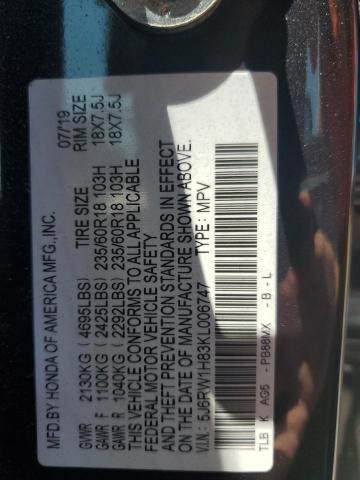 MFD.BY HONDA OF AMERICA MFG.,INC. 07/19
TIRE SIZE RIM SIZE
GVWR 2130KG ( 4695LBS)
GAWR F 1100KG ( 2425LBS) 235/60R18 103H 18X7.5J
GAWR R 1040KG ( 2292LBS) 235/60R18 103H 18X7.5J
THIS VEHICLE CONFORMS TO ALL APPLICABLE
FEDERAL MOTOR VEHICLE SAFETY
AND THEFT PREVENTION STANDARDS IN EFFECT
ON THE DATE OF MANUFACTURE SHOWN ABOVE.
V.I.N.: 5J6RW1H83KL006747 TYPE: MPV
TLB K AG5 - PB88MX - B - L